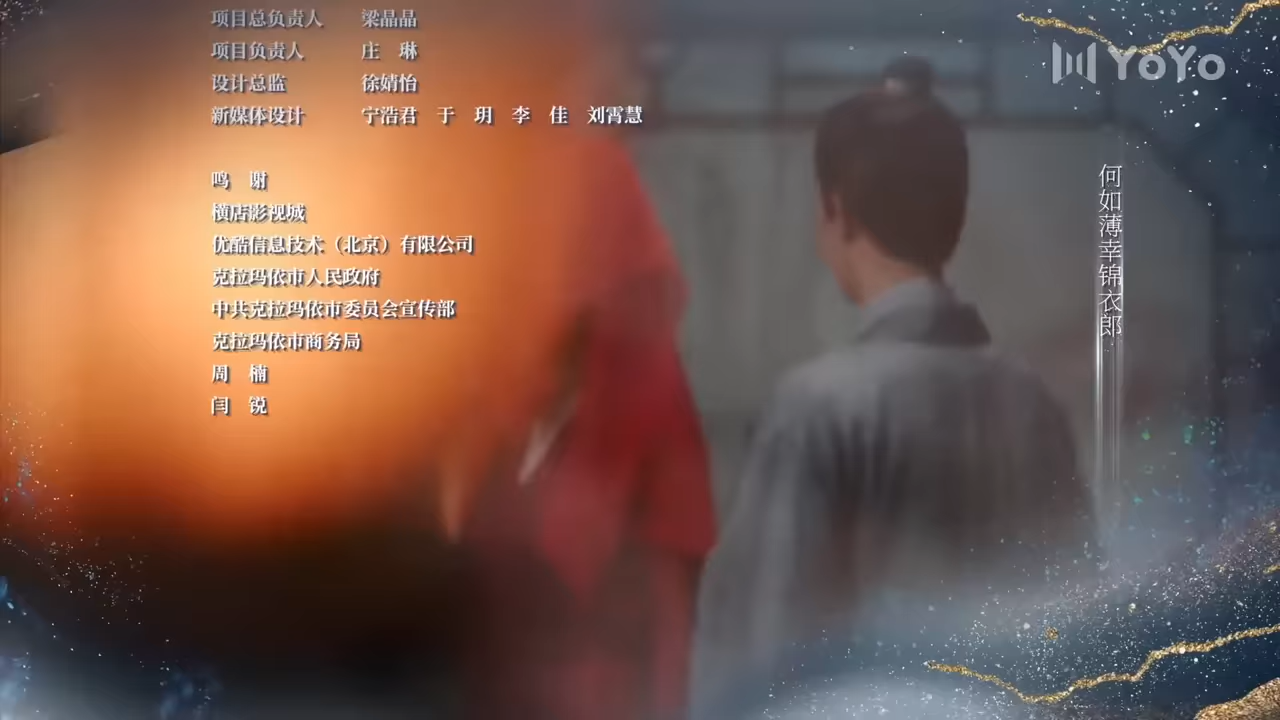 项目总负责人 梁晶晶
项目负责人 庄 琳
设计总监 徐婧怡
新媒体设计 宁浩君 于 玥 李 佳 刘霄慧
鸣 谢
横店影视城
优酷信息技术（北京）有限公司
克拉玛依市人民政府
中共克拉玛依市委员会宣传部
克拉玛依市商务局
周 楠
闫 锐
YoYo
何如薄幸锦衣郎